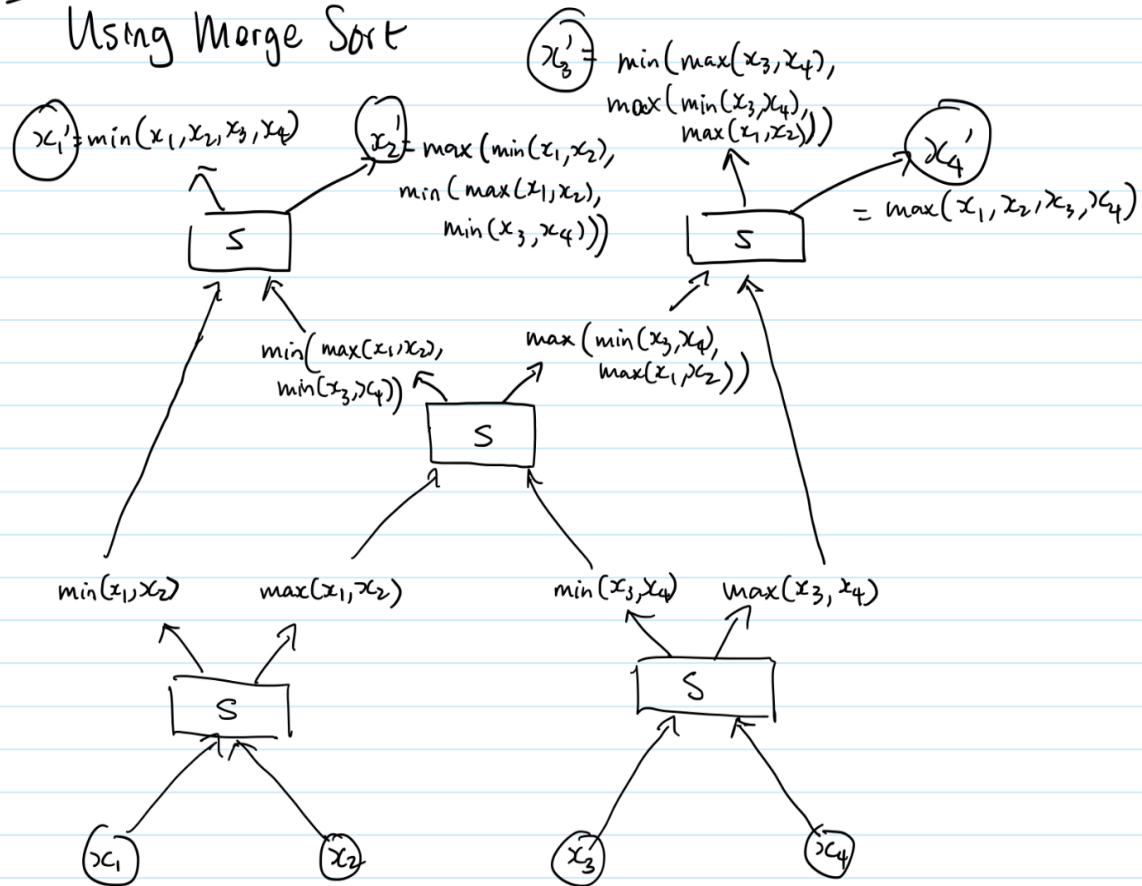 Using Merge Sort
x₃' = min(max(x₃,x₄),
max(min(x₃,x₄),
max(x₁,x₂)))
x₁' = min(x₁,x₂,x₃,x₄)
x₂' = max(min(x₁,x₂),
min(max(x₁,x₂),
min(x₃,x₄)))
x₄'
= max(x₁,x₂,x₃,x₄)
S
S
min(max(x₁,x₂),
min(x₃,x₄))
max(min(x₃,x₄),
max(x₁,x₂))
S
min(x₁,x₂)
max(x₁,x₂)
min(x₃,x₄)
max(x₃,x₄)
S
S
x₁
x₂
x₃
x₄